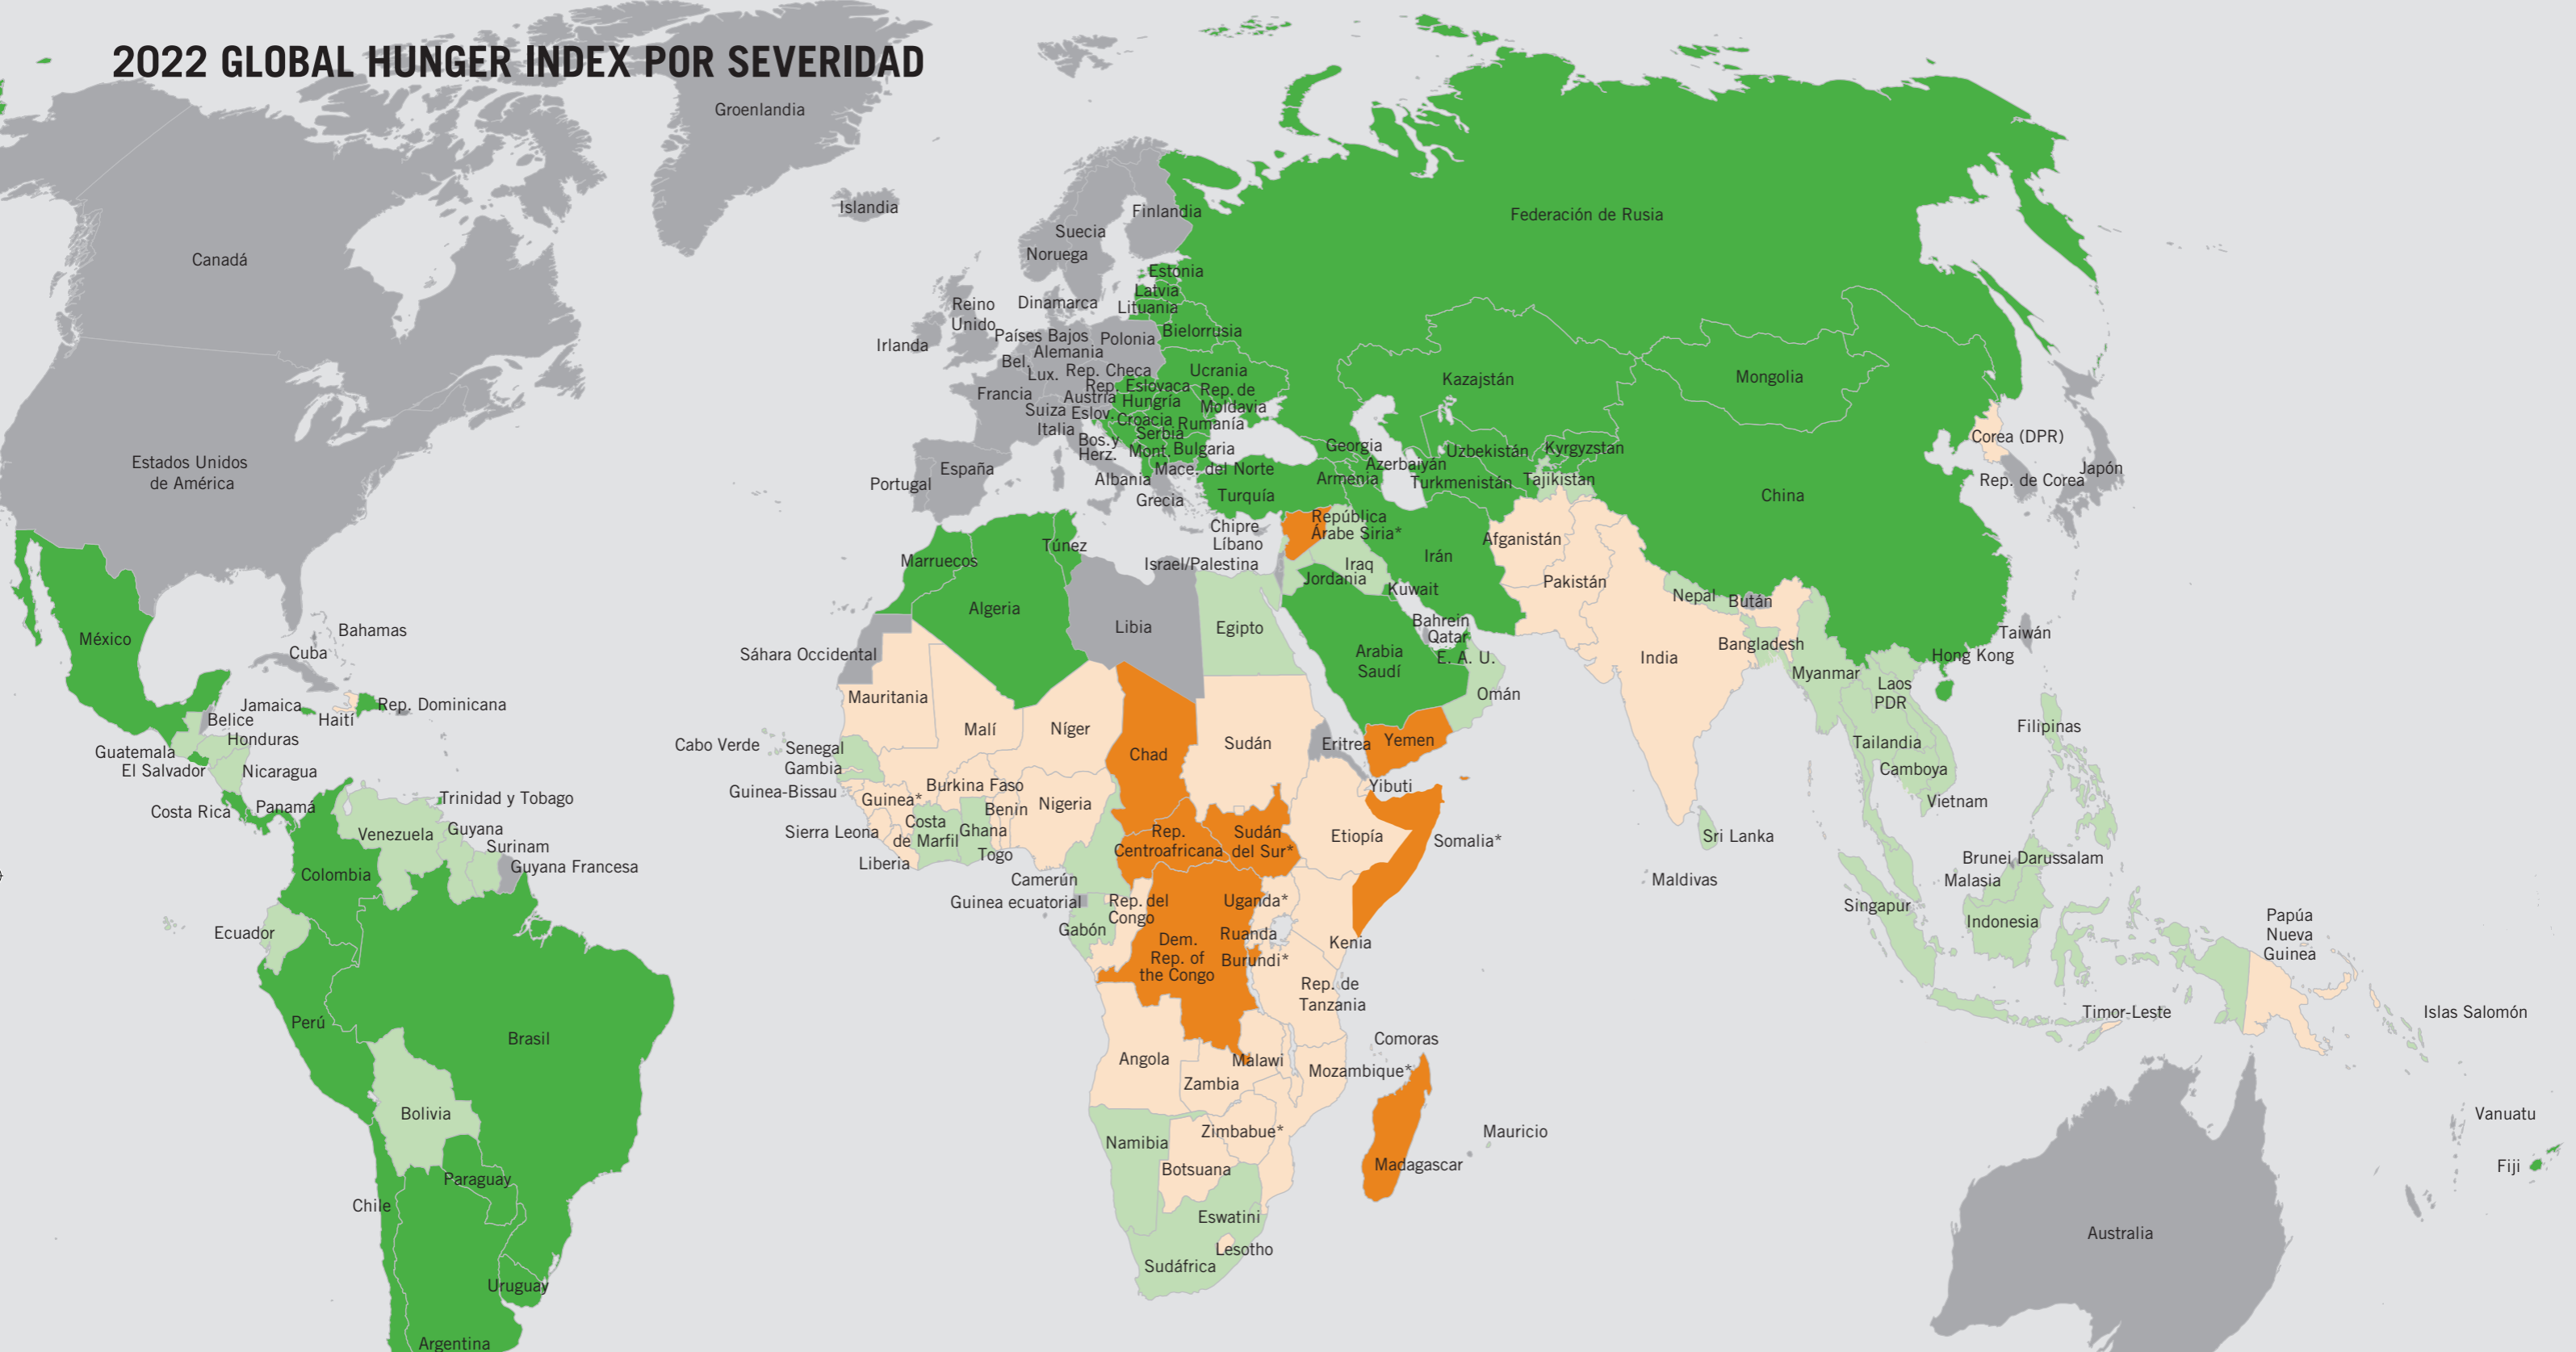 2022 GLOBAL HUNGER INDEX POR SEVERIDAD
Groenlandia
Islandia
Finlandia
Suecia
Noruega
Federación de Rusia
Canadá
Estonia
Latvia
Lituania
Dinamarca
Reino
Unido
Irlanda
Países Bajos
Polonia
Bielorrusia
Alemania
Bel.
Lux.
Rep. Checa
Ucrania
Rep. Eslovaca
Francia
Austria
Hungría
Rep. de
Moldavia
Suiza
Eslov.
Croacia
Rumanía
Italia
Serbia
Bos.y
Herz.
Mont.
Bulgaria
Mace. del Norte
Albania
Grecia
España
Portugal
Turquía
Georgia
Armenia
Azerbaiyán
Kazajstán
Uzbekistán
Kyrgyzstan
Turkmenistán
Tajikistan
Mongolia
China
Corea (DPR)
Rep. de Corea
Japón
Estados Unidos
de América
México
Bahamas
Cuba
Jamaica
Haití
Rep. Dominicana
Belice
Honduras
Guatemala
El Salvador
Nicaragua
Costa Rica
Panamá
Trinidad y Tobago
Venezuela
Guyana
Surinam
Guyana Francesa
Colombia
Ecuador
Perú
Brasil
Bolivia
Paraguay
Chile
Uruguay
Argentina
Chipre
Líbano
Israel/Palestina
República
Árabe Siria*
Iraq
Jordania
Kuwait
Irán
Afganistán
Pakistán
Nepal
Bután
Bangladesh
India
Myanmar
Laos
PDR
Hong Kong
Taiwán
Bahrein
Qatar
E. A. U.
Arabia
Saudí
Omán
Yemen
Marruecos
Túnez
Algeria
Libia
Egipto
Sáhara Occidental
Mauritania
Malí
Níger
Chad
Sudán
Eritrea
Yibuti
Cabo Verde
Senegal
Gambia
Guinea-Bissau
Guinea*
Burkina Faso
Benin
Nigeria
Sierra Leona
Costa
de Marfil
Ghana
Togo
Liberia
Camerún
Guinea ecuatorial
Gabón
Rep. del
Congo
Rep.
Centroafricana
Sudán
del Sur*
Etiopía
Somalia*
Uganda*
Ruanda
Burundi*
Kenia
Dem.
Rep. of
the Congo
Rep. de
Tanzania
Angola
Zambia
Malawi
Mozambique*
Comoras
Zimbabue*
Namibia
Botsuana
Madagascar
Mauricio
Eswatini
Lesotho
Sudáfrica
Sri Lanka
Maldivas
Tailandia
Camboya
Vietnam
Filipinas
Brunei Darussalam
Malasia
Singapur
Indonesia
Timor-Leste
Papúa
Nueva
Guinea
Islas Salomón
Vanuatu
Fiji
Australia